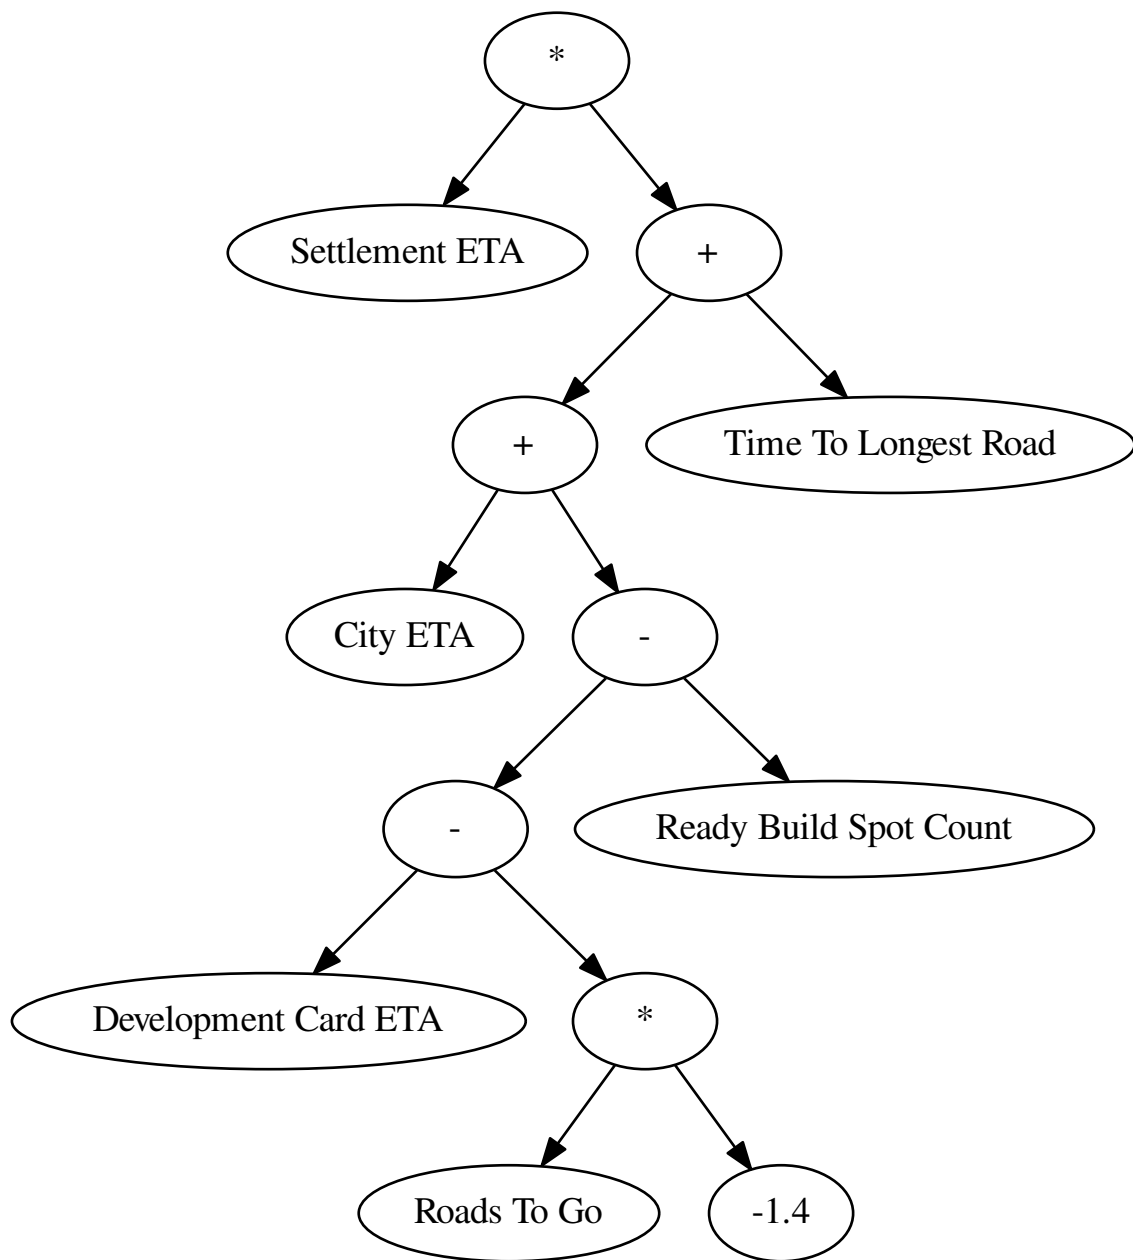 *
Settlement ETA
+
+
Time To Longest Road
City ETA
-
-
Ready Build Spot Count
Development Card ETA
*
Roads To Go
-1.4